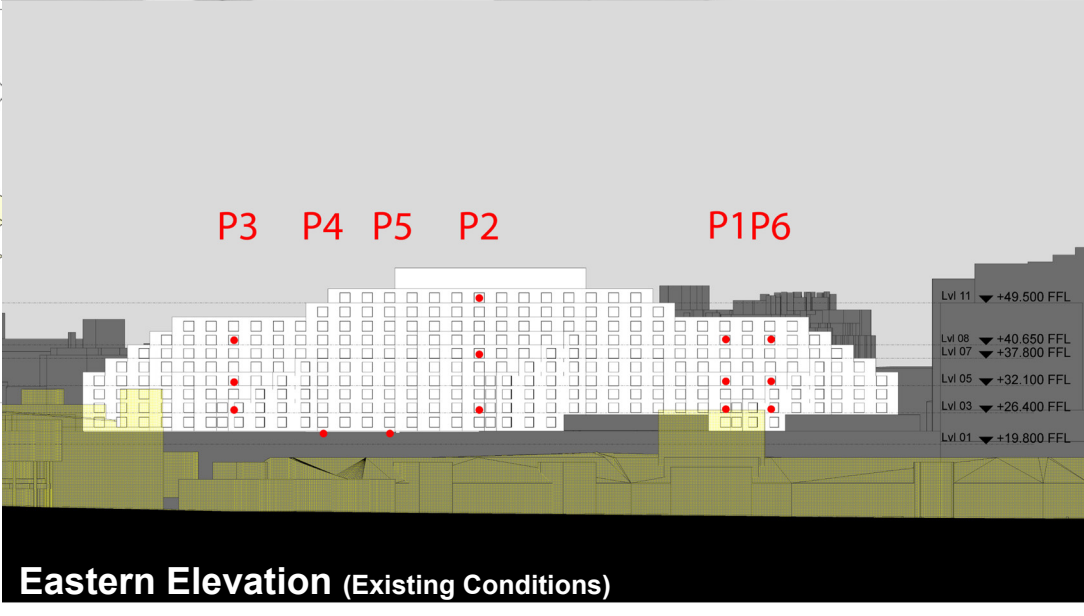 P3 P4 P5 P2 P1 P6
Lvl 11 +49.500 FFL
Lvl 08 +40.650 FFL
Lvl 07 +37.800 FFL
Lvl 05 +32.100 FFL
Lvl 03 +26.400 FFL
Lvl 01 +19.800 FFL
Eastern Elevation (Existing Conditions)